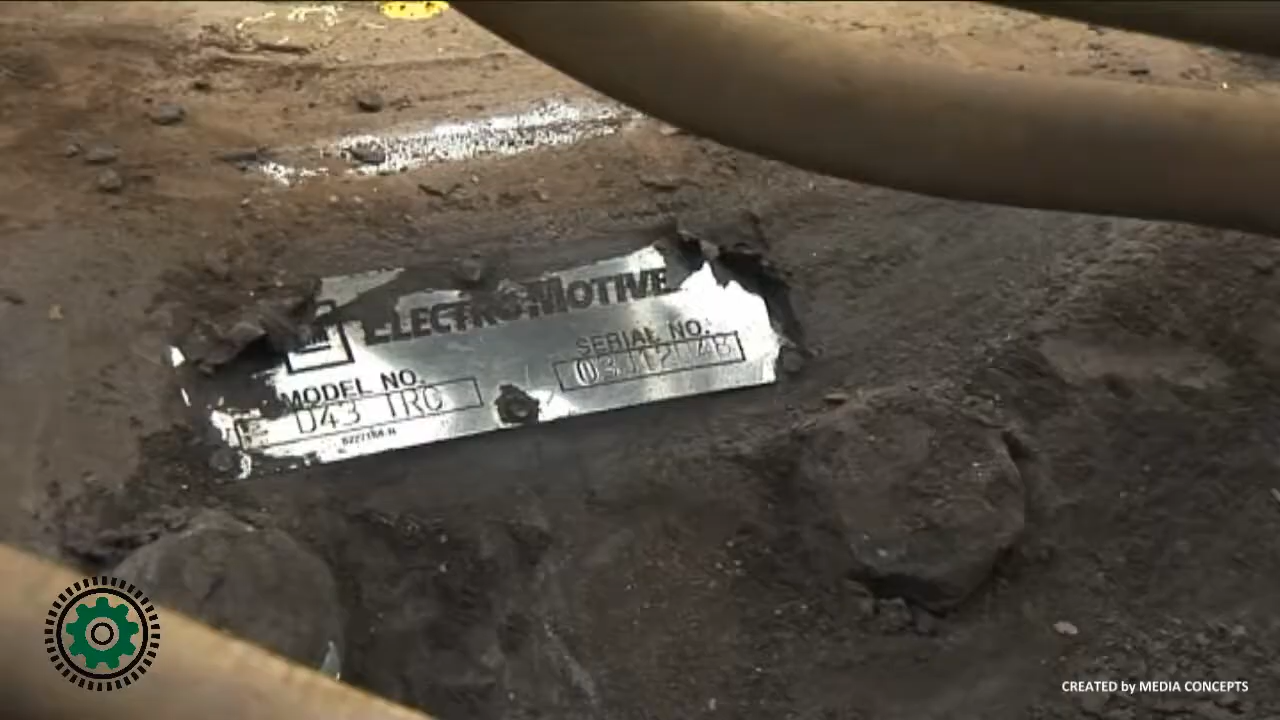 ELECTRO-MOTIVE
MODEL NO.
D43 TRC
SERIAL NO.
CREATED by MEDIA CONCEPTS